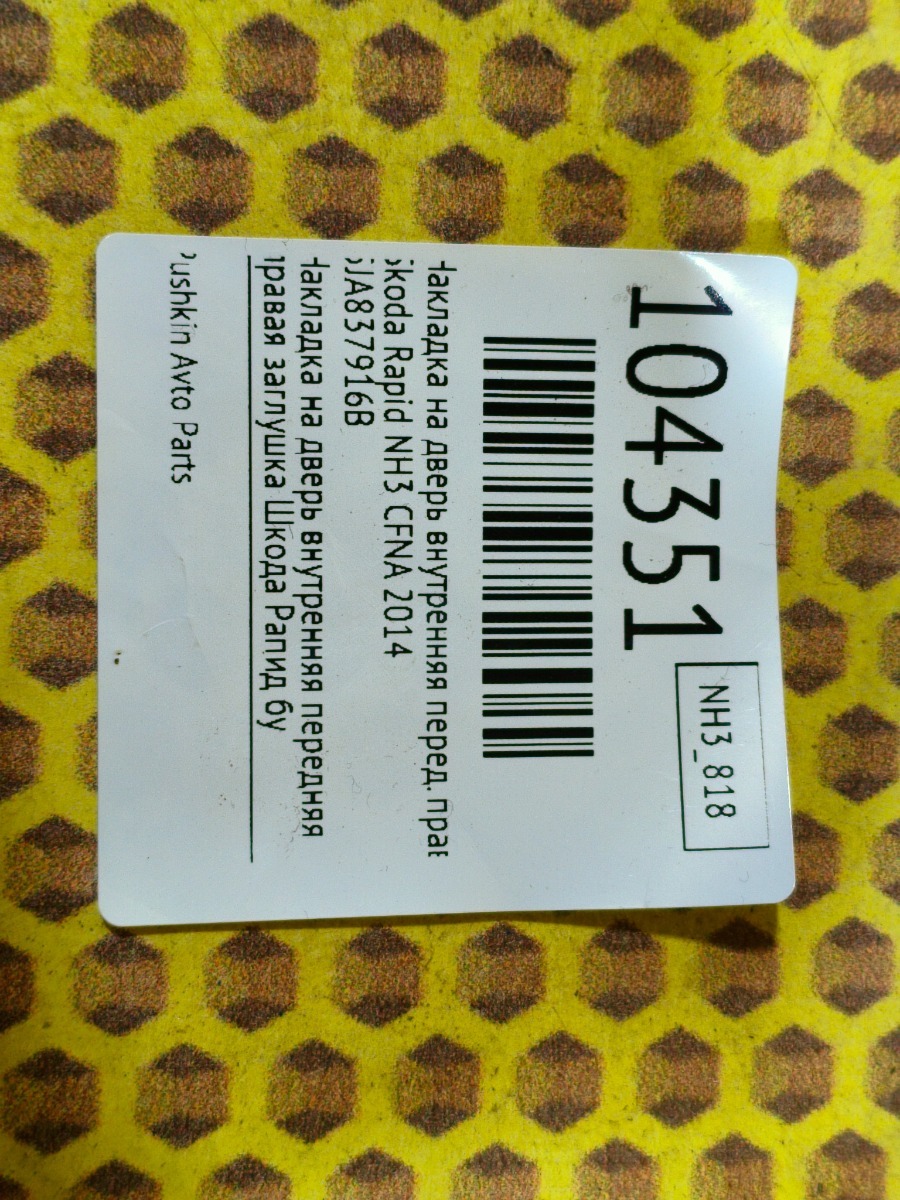 104351
NH3_818
Накладка на дверь внутренняя перед. прав
Skoda Rapid NH3 CFNA 2014
5JA837916B
Накладка на дверь внутренняя передняя
правая заглушка Шкода Рапид бу
Pushkin Avto Parts